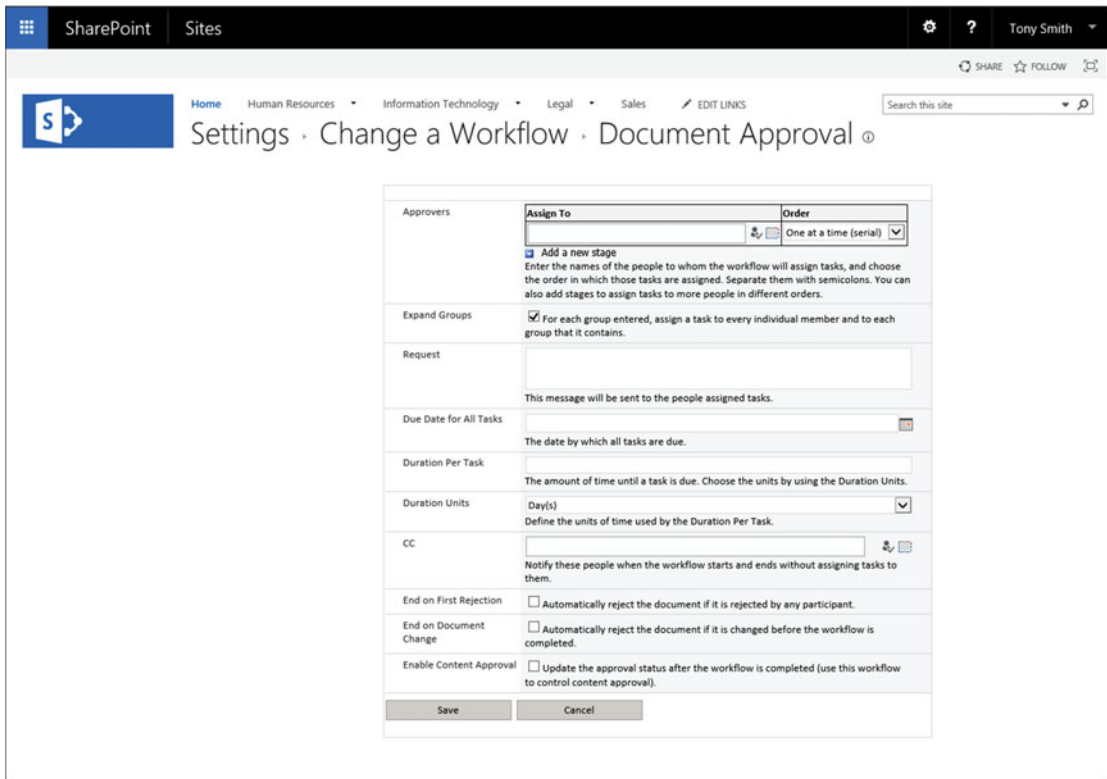 SharePoint Sites ? Tony Smith
SHARE FOLLOW
S
Home Human Resources Information Technology Legal Sales EDIT LINKS Search this site
Settings Change a Workflow Document Approval
Approvers
Assign To Order
One at a time (serial)
Add a new stage
Enter the names of the people to whom the workflow will assign tasks, and choose
the order in which those tasks are assigned. Separate them with semicolons. You can
also add stages to assign tasks to more people in different orders.
Expand Groups
For each group entered, assign a task to every individual member and to each
group that it contains.
Request
This message will be sent to the people assigned tasks.
Due Date for All Tasks
The date by which all tasks are due.
Duration Per Task
The amount of time until a task is due. Choose the units by using the Duration Units.
Duration Units
Day(s)
Define the units of time used by the Duration Per Task.
CC
Notify these people when the workflow starts and ends without assigning tasks to
them.
End on First Rejection
Automatically reject the document if it is rejected by any participant.
End on Document
Change
Automatically reject the document if it is changed before the workflow is
completed.
Enable Content Approval
Update the approval status after the workflow is completed (use this workflow
to control content approval).
Save Cancel